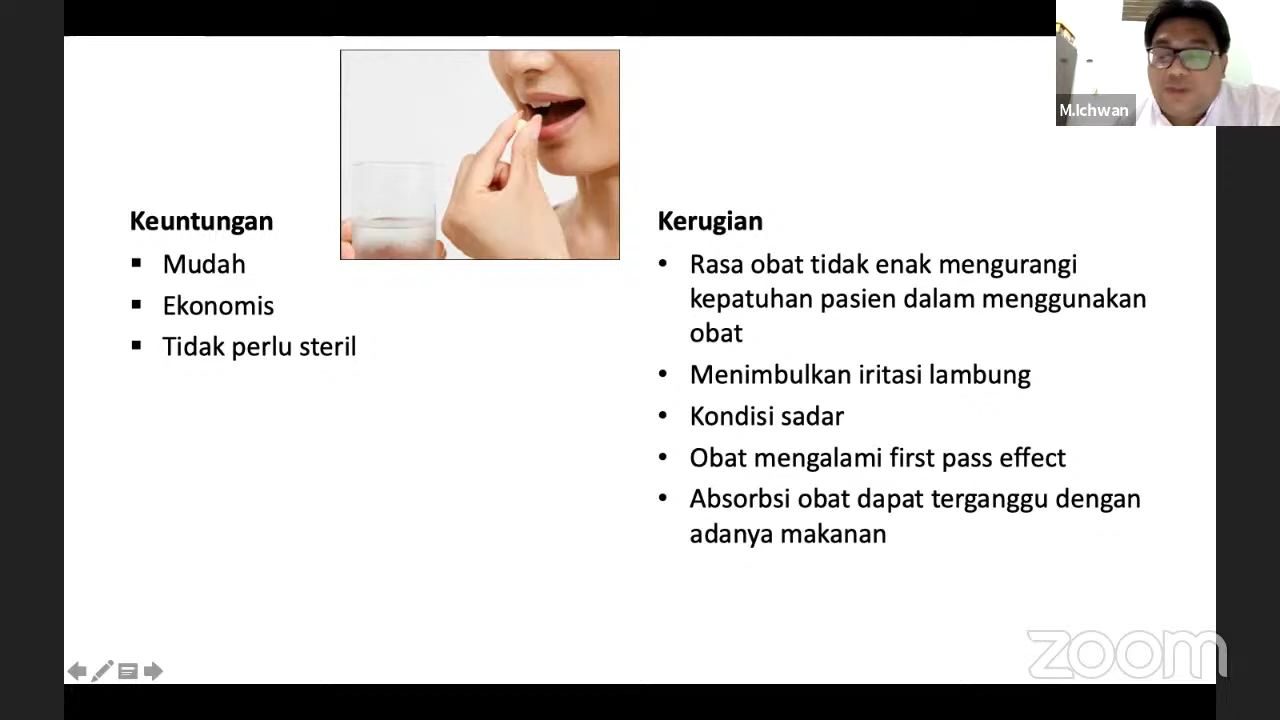 M.Ichwan
Keuntungan
▪ Mudah
▪ Ekonomis
▪ Tidak perlu steril
Kerugian
• Rasa obat tidak enak mengurangi
kepatuhan pasien dalam menggunakan
obat
• Menimbulkan iritasi lambung
• Kondisi sadar
• Obat mengalami first pass effect
• Absorbsi obat dapat terganggu dengan
adanya makanan
zoom